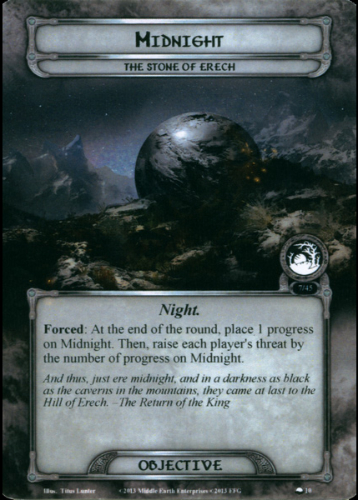 MIDNIGHT
THE STONE OF ERECH
7/45
Night.
Forced: At the end of the round, place 1 progress
on Midnight. Then, raise each player's threat by
the number of progress on Midnight.
And thus, just ere midnight, and in a darkness as black
as the caverns in the mountains, they came at last to the
Hill of Erech. –The Return of the King
OBJECTIVE
Illus. Titus Lunter
©2013 Middle Earth Enterprises ©2013 FFG